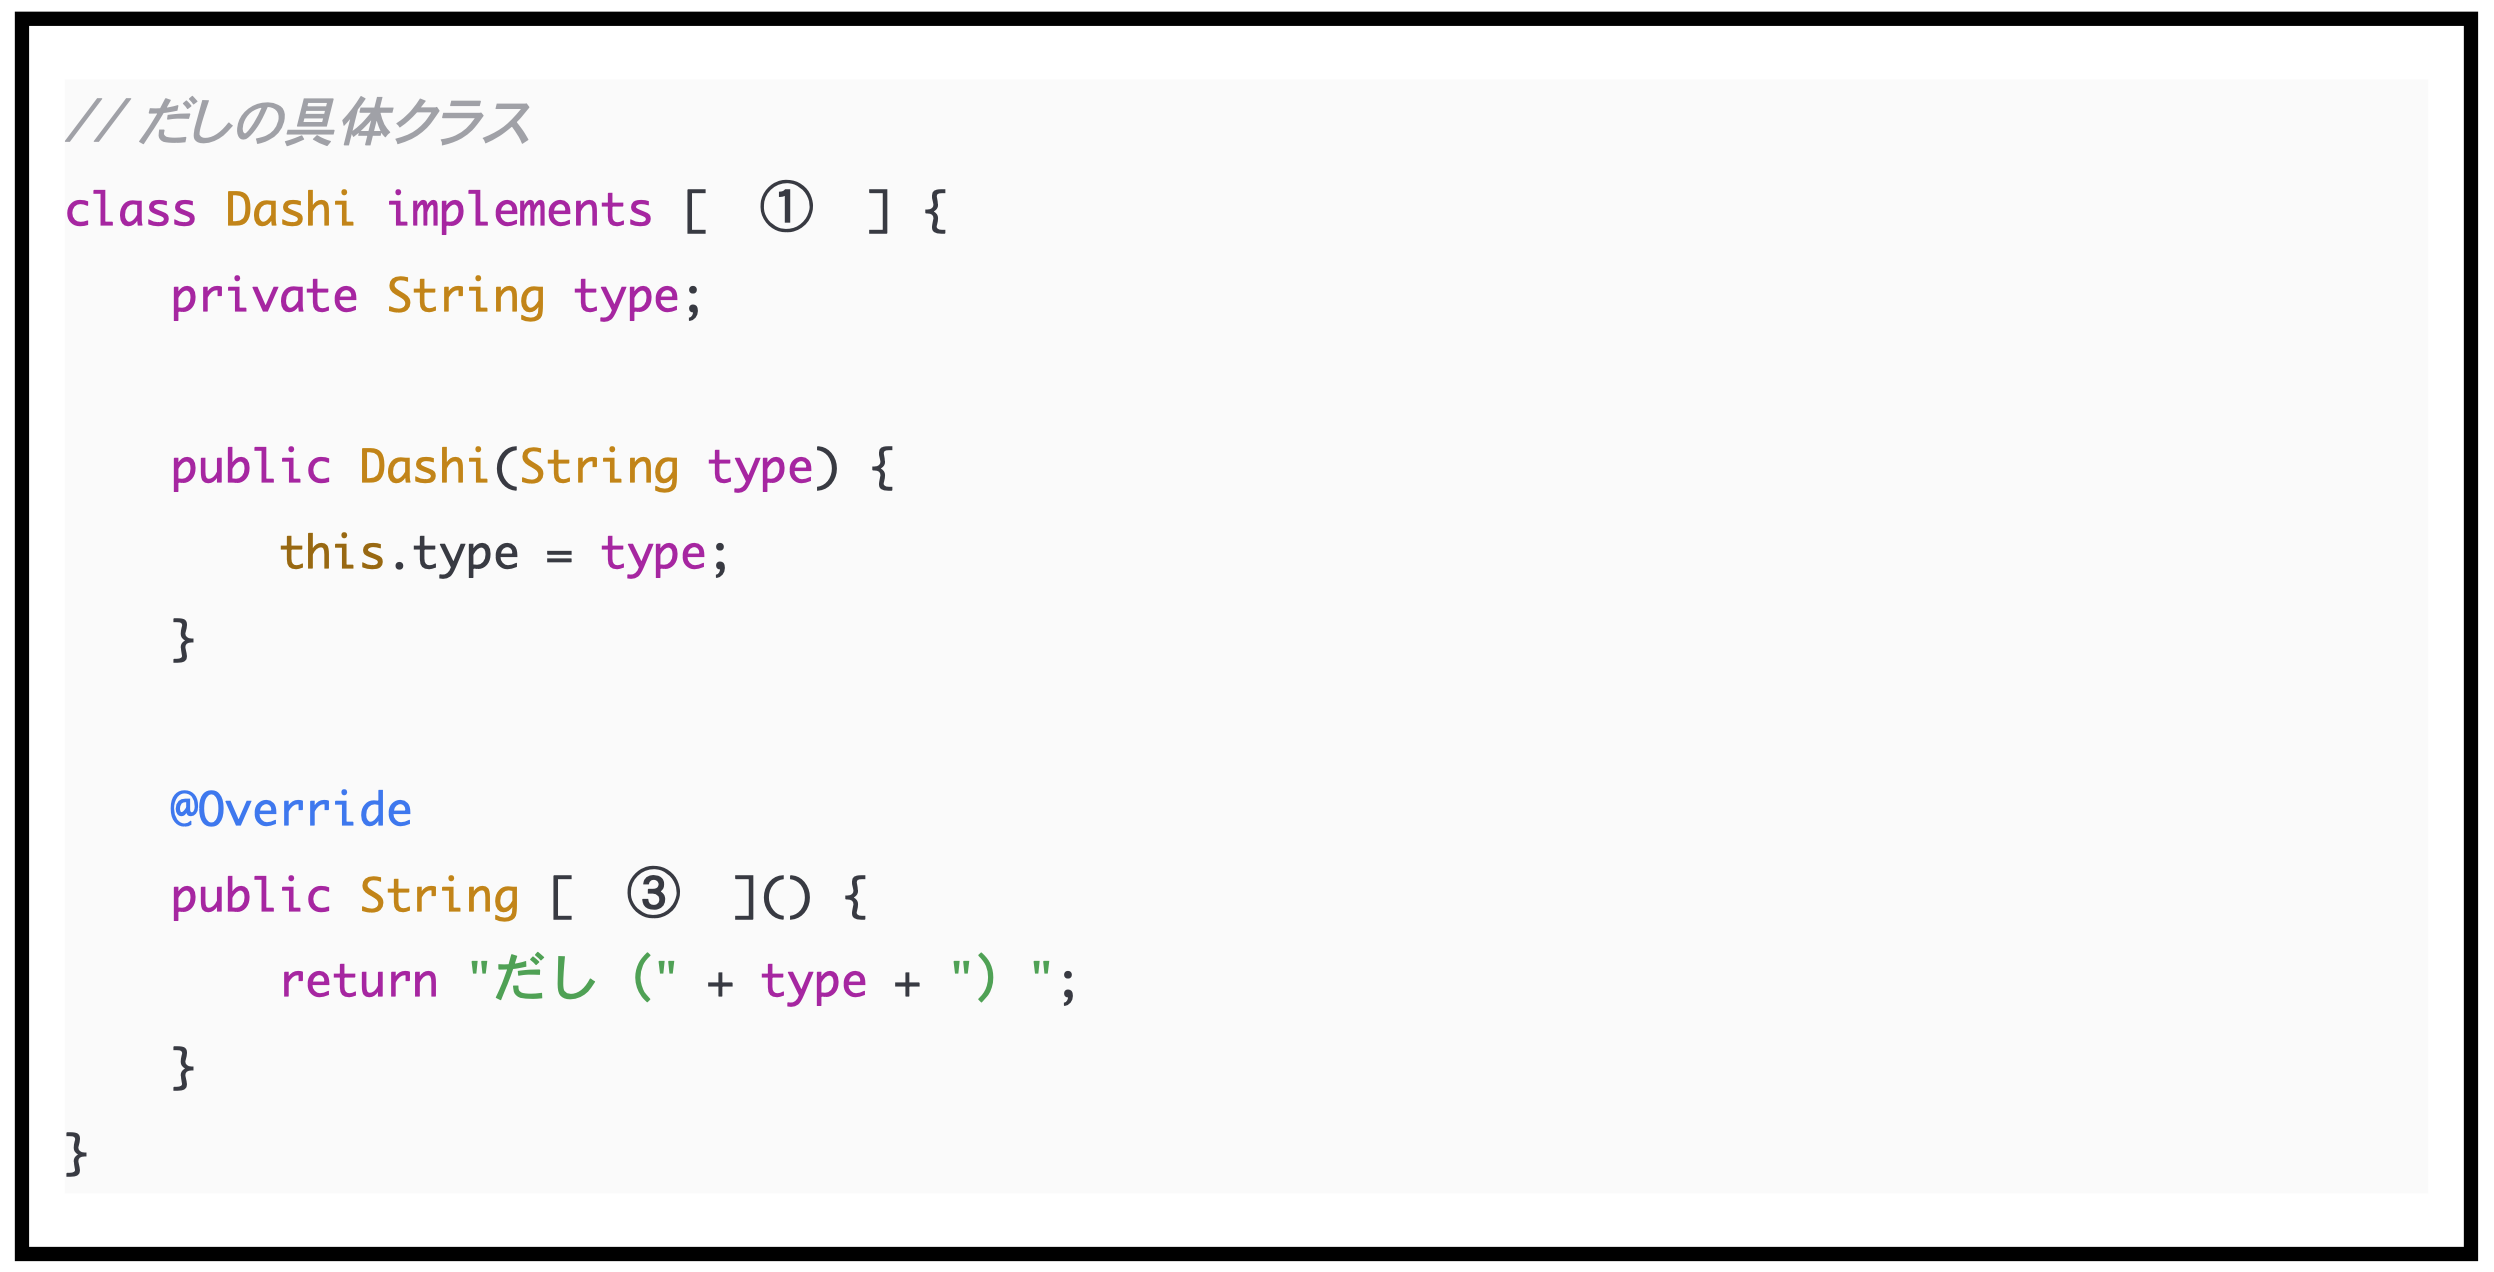 //だしの具体クラス
class Dashi implements [  ①  ] {
    private String type;
    public Dashi(String type) {
        this.type = type;
    }
    @Override
    public String [  ③  ]() {
        return "だし（" + type + "）";
    }
}